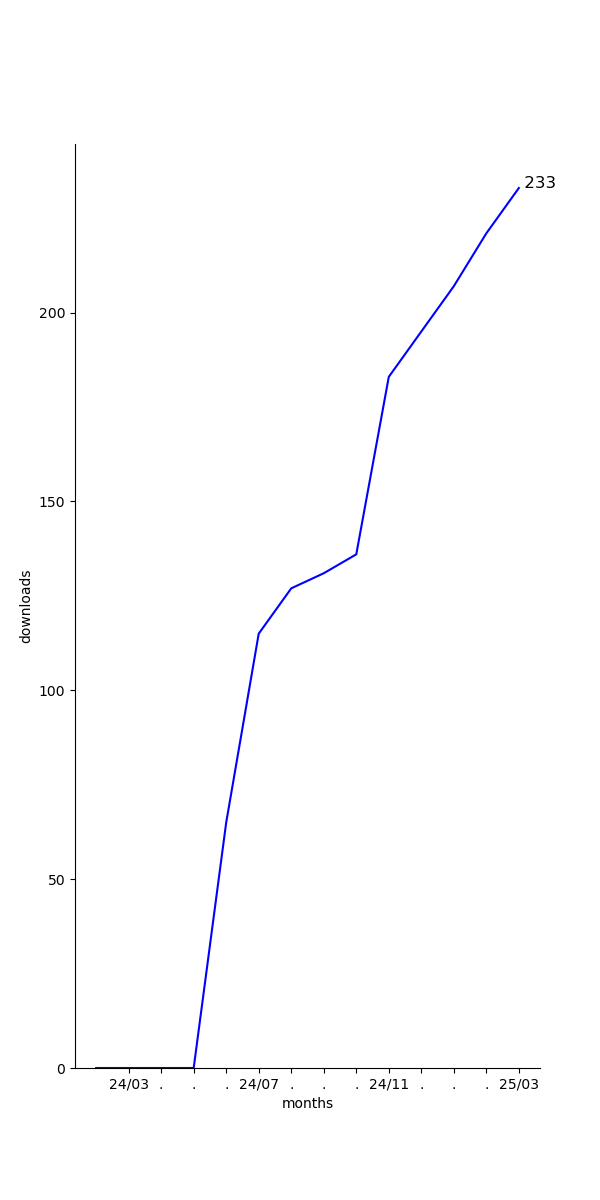 233
200
150
downloads
100
50
0
24/03 . . . 24/07 . . . 24/11 . . . 25/03
months